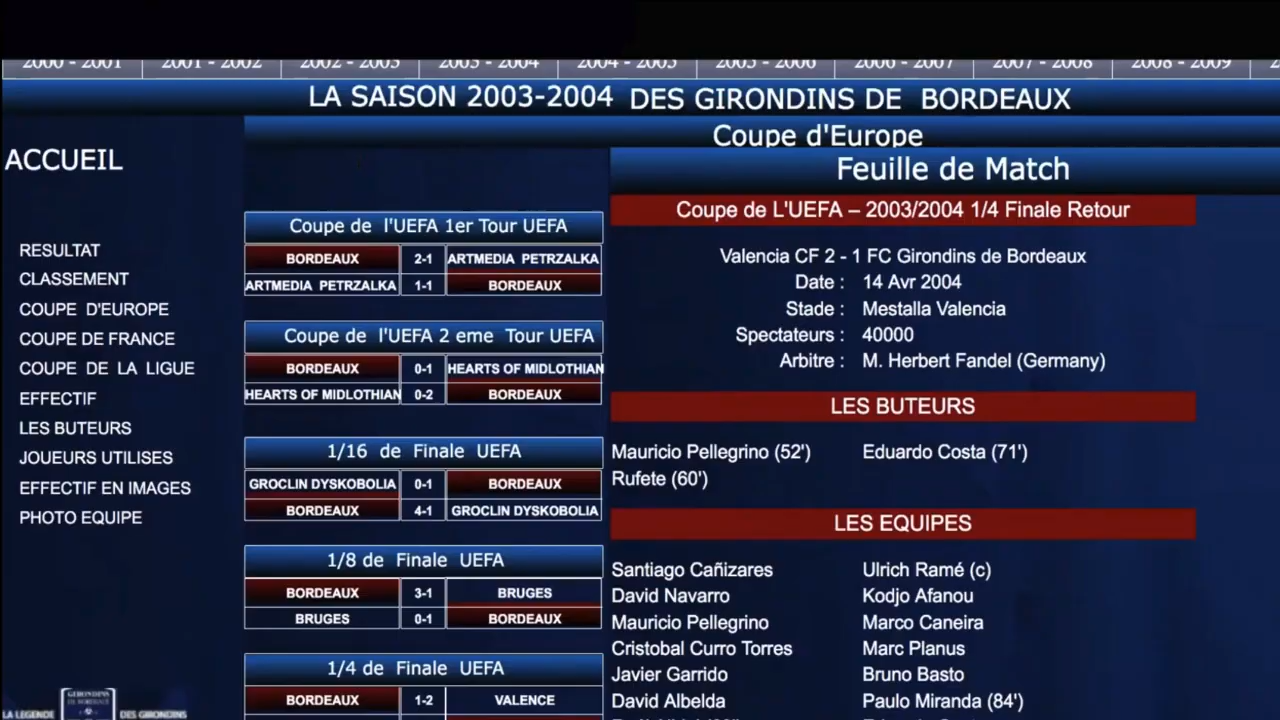 2000 - 2001 2001 - 2002 2002 - 2003 2003 - 2004 2004 - 2005 2005 - 2006 2006 - 2007 2007 - 2008 2008 - 2009
LA SAISON 2003-2004 DES GIRONDINS DE BORDEAUX
Coupe d'Europe
ACCUEIL
RESULTAT
CLASSEMENT
COUPE D'EUROPE
COUPE DE FRANCE
COUPE DE LA LIGUE
EFFECTIF
LES BUTEURS
JOUEURS UTILISES
EFFECTIF EN IMAGES
PHOTO EQUIPE
LA LEGENDE GIRONDINS DE BORDEAUX DES GIRONDINS
Coupe de l'UEFA 1er Tour UEFA
BORDEAUX 2-1 ARTMEDIA PETRZALKA
ARTMEDIA PETRZALKA 1-1 BORDEAUX
Coupe de l'UEFA 2 eme Tour UEFA
BORDEAUX 0-1 HEARTS OF MIDLOTHIAN
HEARTS OF MIDLOTHIAN 0-2 BORDEAUX
1/16 de Finale UEFA
GROCLIN DYSKOBOLIA 0-1 BORDEAUX
BORDEAUX 4-1 GROCLIN DYSKOBOLIA
1/8 de Finale UEFA
BORDEAUX 3-1 BRUGES
BRUGES 0-1 BORDEAUX
1/4 de Finale UEFA
BORDEAUX 1-2 VALENCE
Feuille de Match
Coupe de L'UEFA – 2003/2004 1/4 Finale Retour
Valencia CF 2 - 1 FC Girondins de Bordeaux
Date : 14 Avr 2004
Stade : Mestalla Valencia
Spectateurs : 40000
Arbitre : M. Herbert Fandel (Germany)
LES BUTEURS
Mauricio Pellegrino (52') Eduardo Costa (71')
Rufete (60')
LES EQUIPES
Santiago Cañizares Ulrich Ramé (c)
David Navarro Kodjo Afanou
Mauricio Pellegrino Marco Caneira
Cristobal Curro Torres Marc Planus
Javier Garrido Bruno Basto
David Albelda Paulo Miranda (84')